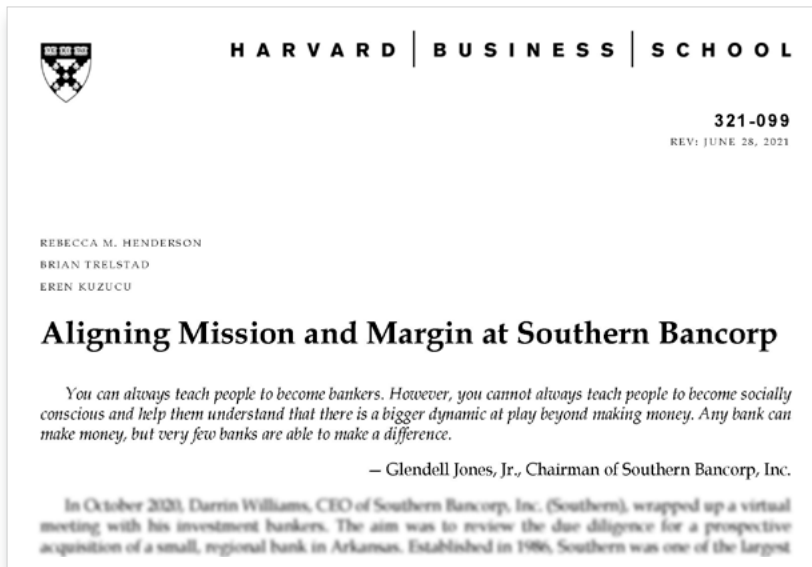 HARVARD | BUSINESS | SCHOOL
321-099
REV: JUNE 28, 2021
REBECCA M. HENDERSON
BRIAN TRELSTAD
EREN KUZUCU
Aligning Mission and Margin at Southern Bancorp
You can always teach people to become bankers. However, you cannot always teach people to become socially
conscious and help them understand that there is a bigger dynamic at play beyond making money. Any bank can
make money, but very few banks are able to make a difference.
— Glendell Jones, Jr., Chairman of Southern Bancorp, Inc.
In October 2020, Darrin Williams, CEO of Southern Bancorp, Inc. (Southern), wrapped up a virtual
meeting with his investment bankers. The aim was to review the due diligence for a prospective
acquisition of a small, regional bank in Arkansas. Established in 1986, Southern was one of the largest